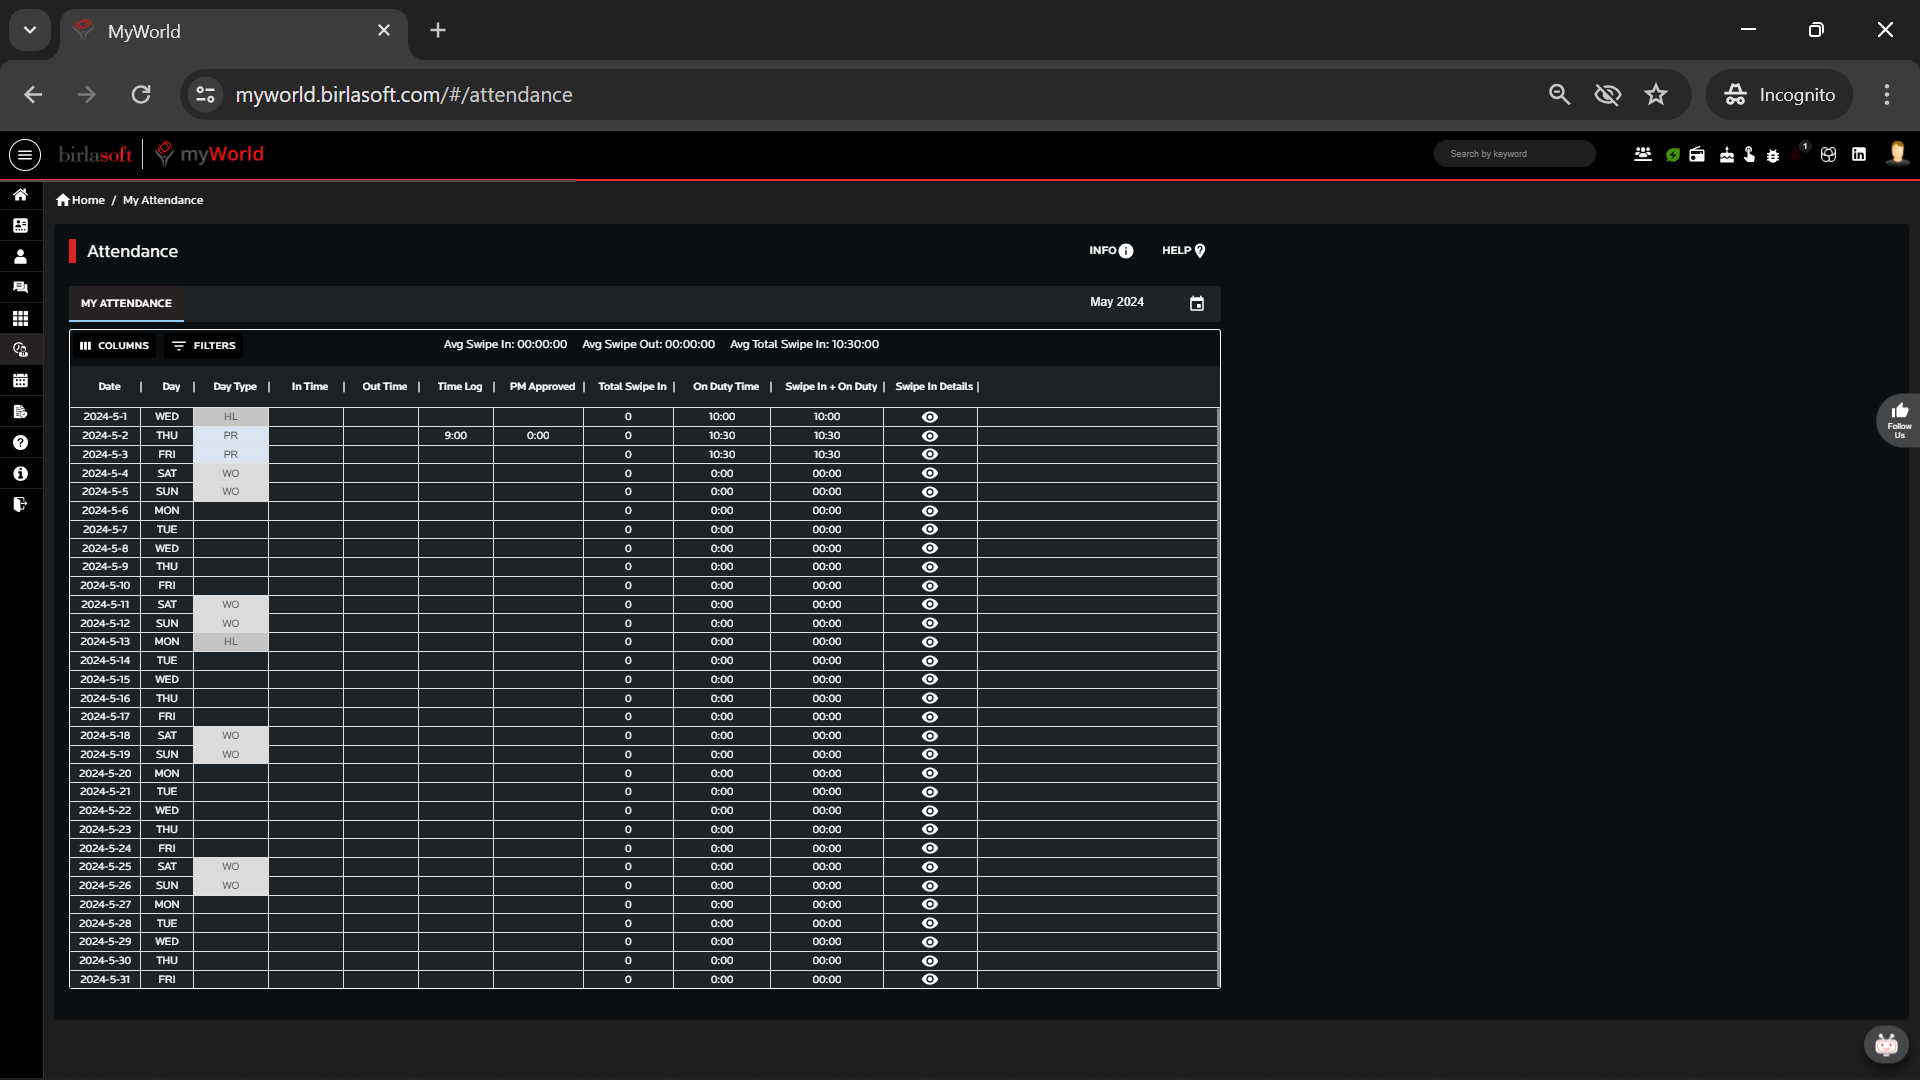 MyWorld
myworld.birlasoft.com/#/attendance
Incognito
birlasoft myWorld
Search by keyword
1
Home / My Attendance
Attendance
INFO HELP
MY ATTENDANCE
May 2024
COLUMNS FILTERS Avg Swipe In: 00:00:00 Avg Swipe Out: 00:00:00 Avg Total Swipe In: 10:30:00
Date | Day | Day Type | In Time | Out Time | Time Log | PM Approved | Total Swipe In | On Duty Time | Swipe In + On Duty | Swipe In Details |
2024-5-1 WED HL 0 10:00 10:00
2024-5-2 THU PR 9:00 0:00 0 10:30 10:30
2024-5-3 FRI PR 0 10:30 10:30
2024-5-4 SAT WO 0 0:00 00:00
2024-5-5 SUN WO 0 0:00 00:00
2024-5-6 MON 0 0:00 00:00
2024-5-7 TUE 0 0:00 00:00
2024-5-8 WED 0 0:00 00:00
2024-5-9 THU 0 0:00 00:00
2024-5-10 FRI 0 0:00 00:00
2024-5-11 SAT WO 0 0:00 00:00
2024-5-12 SUN WO 0 0:00 00:00
2024-5-13 MON HL 0 0:00 00:00
2024-5-14 TUE 0 0:00 00:00
2024-5-15 WED 0 0:00 00:00
2024-5-16 THU 0 0:00 00:00
2024-5-17 FRI 0 0:00 00:00
2024-5-18 SAT WO 0 0:00 00:00
2024-5-19 SUN WO 0 0:00 00:00
2024-5-20 MON 0 0:00 00:00
2024-5-21 TUE 0 0:00 00:00
2024-5-22 WED 0 0:00 00:00
2024-5-23 THU 0 0:00 00:00
2024-5-24 FRI 0 0:00 00:00
2024-5-25 SAT WO 0 0:00 00:00
2024-5-26 SUN WO 0 0:00 00:00
2024-5-27 MON 0 0:00 00:00
2024-5-28 TUE 0 0:00 00:00
2024-5-29 WED 0 0:00 00:00
2024-5-30 THU 0 0:00 00:00
2024-5-31 FRI 0 0:00 00:00
Follow
Us